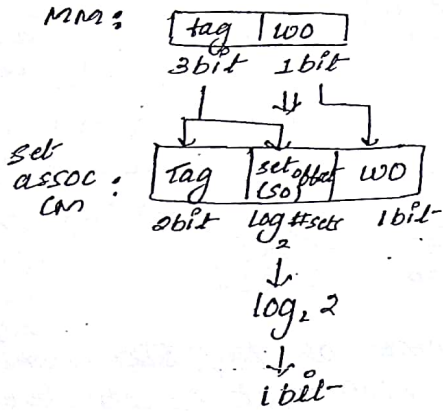 MM: tag wo
3bit 1bit
set assoc CM: Tag set offset (so) wo
2bit log₂ #sets 1bit
log₂ 2
1bit